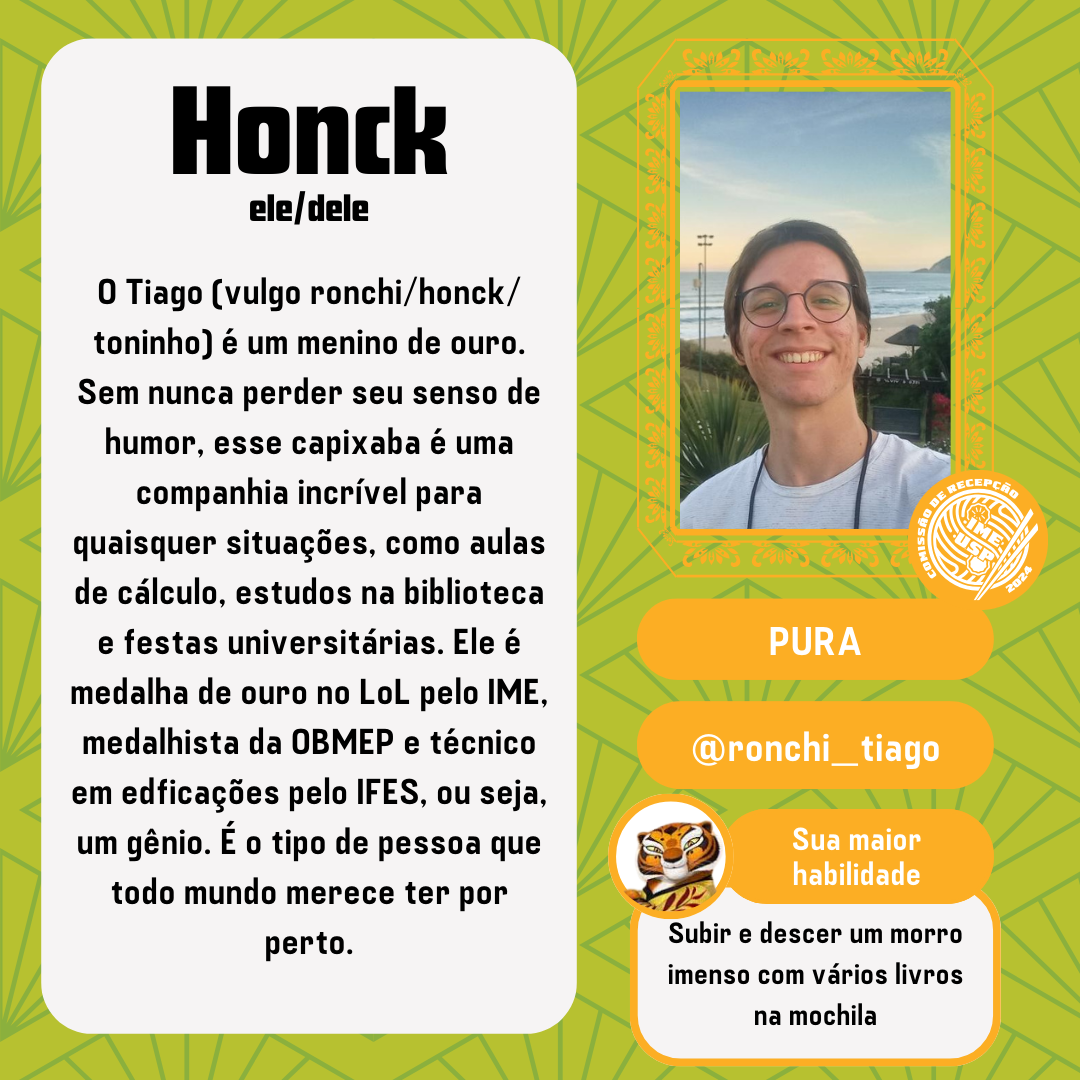 Honck
ele/dele
O Tiago (vulgo ronchi/honck/
toninho) é um menino de ouro.
Sem nunca perder seu senso de
humor, esse capixaba é uma
companhia incrível para
quaisquer situações, como aulas
de cálculo, estudos na biblioteca
e festas universitárias. Ele é
medalha de ouro no LoL pelo IME,
medalhista da OBMEP e técnico
em edficações pelo IFES, ou seja,
um gênio. É o tipo de pessoa que
todo mundo merece ter por
perto.
COMISSÃO DE RECEPÇÃO
IME
USP
2024
PURA
@ronchi_tiago
Sua maior
habilidade
Subir e descer um morro
imenso com vários livros
na mochila